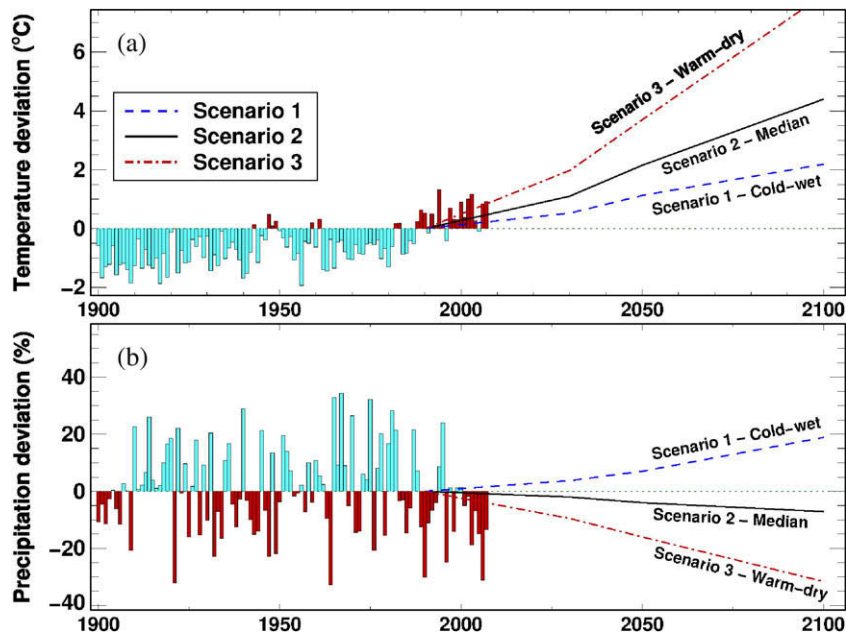 Temperature deviation (°C)
(a)
6
4
2
0
−2
Scenario 1
Scenario 2
Scenario 3
Scenario 3 – Warm–dry
Scenario 2 – Median
Scenario 1 – Cold–wet
1900 1950 2000 2050 2100
Precipitation deviation (%)
(b)
40
20
0
−20
−40
Scenario 1 – Cold–wet
Scenario 2 – Median
Scenario 3 – Warm–dry
1900 1950 2000 2050 2100